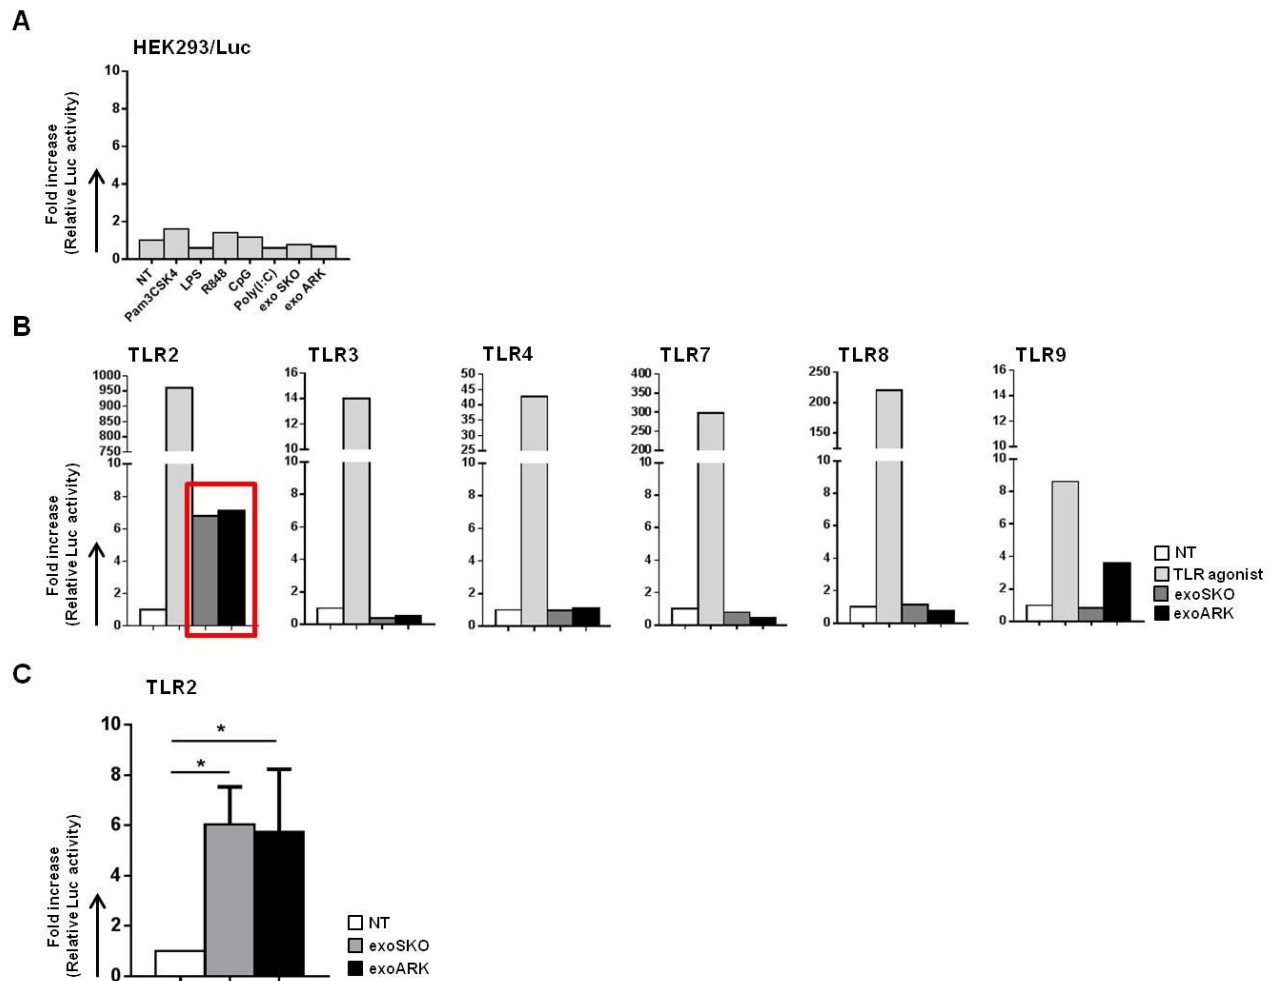 A
HEK293/Luc
Fold increase
(Relative Luc activity)
10
8
6
4
2
0
NT
Pam3CSK4
LPS
R848
CpG
Poly(I:C)
exo SKO
exo ARK
B
TLR2
1000
950
900
850
800
750
10
8
6
4
2
0
Fold increase
(Relative Luc activity)
TLR3
16
14
12
10
10
8
6
4
2
0
TLR4
50
45
40
35
30
25
10
8
6
4
2
0
TLR7
400
350
300
250
200
10
8
6
4
2
0
TLR8
250
200
150
10
8
6
4
2
0
TLR9
16
14
12
10
10
8
6
4
2
0
NT
TLR agonist
exoSKO
exoARK
C
TLR2
Fold increase
(Relative Luc activity)
10
8
6
4
2
0
*
*
NT
exoSKO
exoARK